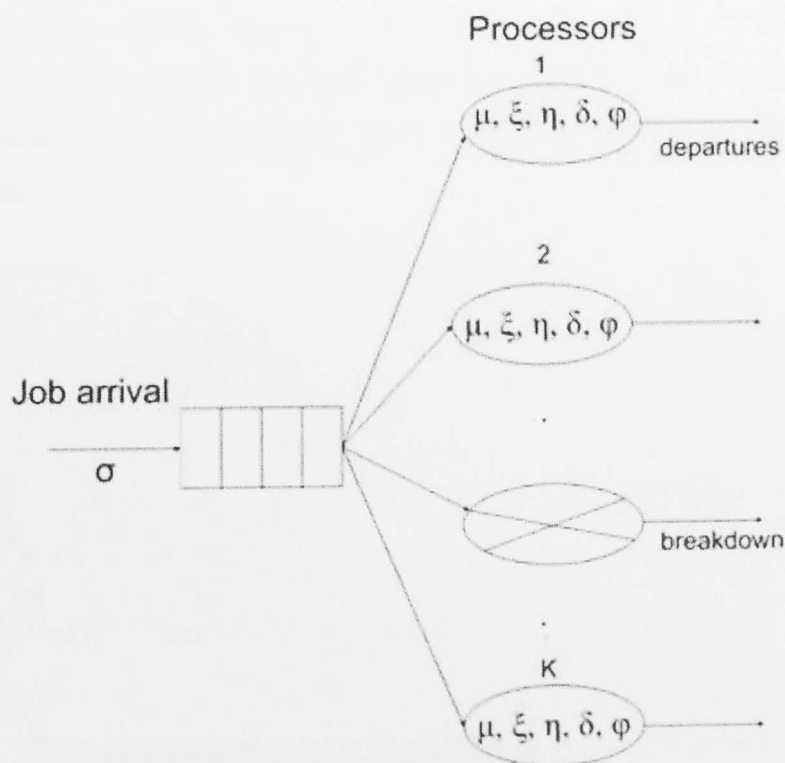 Processors
1
μ, ξ, η, δ, φ
departures
2
μ, ξ, η, δ, φ
Job arrival
σ
breakdown
K
μ, ξ, η, δ, φ